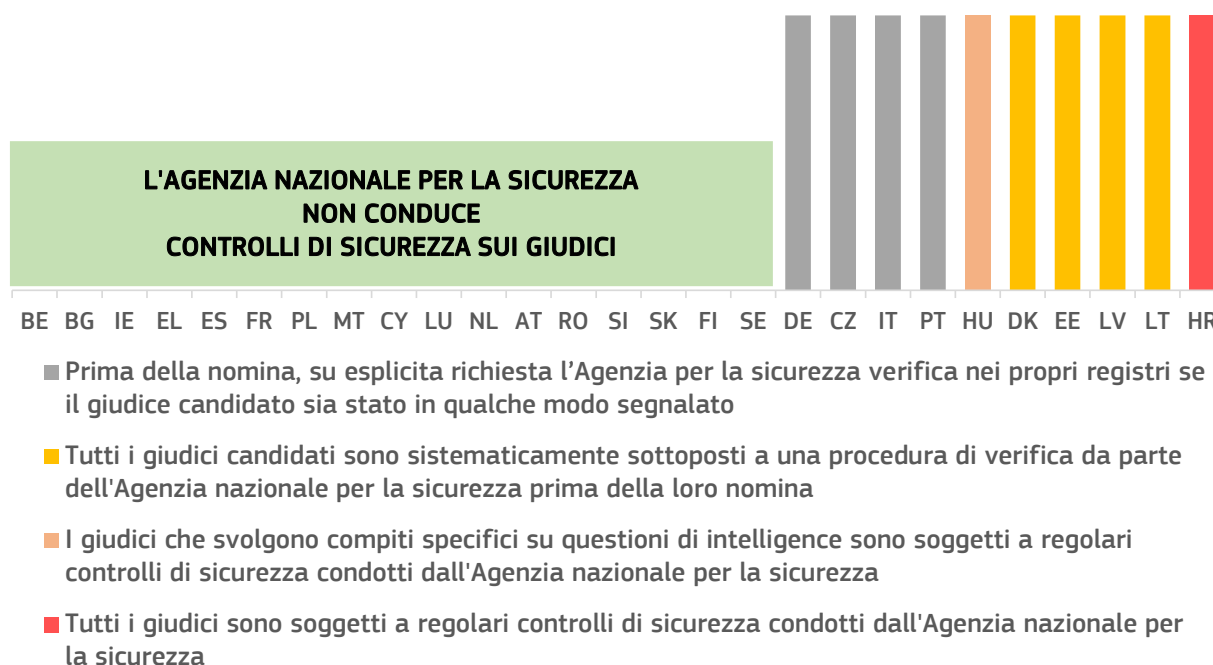 L'AGENZIA NAZIONALE PER LA SICUREZZA
NON CONDUCE
CONTROLLI DI SICUREZZA SUI GIUDICI
BE BG IE EL ES FR PL MT CY LU NL AT RO SI SK FI SE DE CZ IT PT HU DK EE LV LT HR
Prima della nomina, su esplicita richiesta l’Agenzia per la sicurezza verifica nei propri registri se
il giudice candidato sia stato in qualche modo segnalato
Tutti i giudici candidati sono sistematicamente sottoposti a una procedura di verifica da parte
dell'Agenzia nazionale per la sicurezza prima della loro nomina
I giudici che svolgono compiti specifici su questioni di intelligence sono soggetti a regolari
controlli di sicurezza condotti dall'Agenzia nazionale per la sicurezza
Tutti i giudici sono soggetti a regolari controlli di sicurezza condotti dall'Agenzia nazionale per
la sicurezza